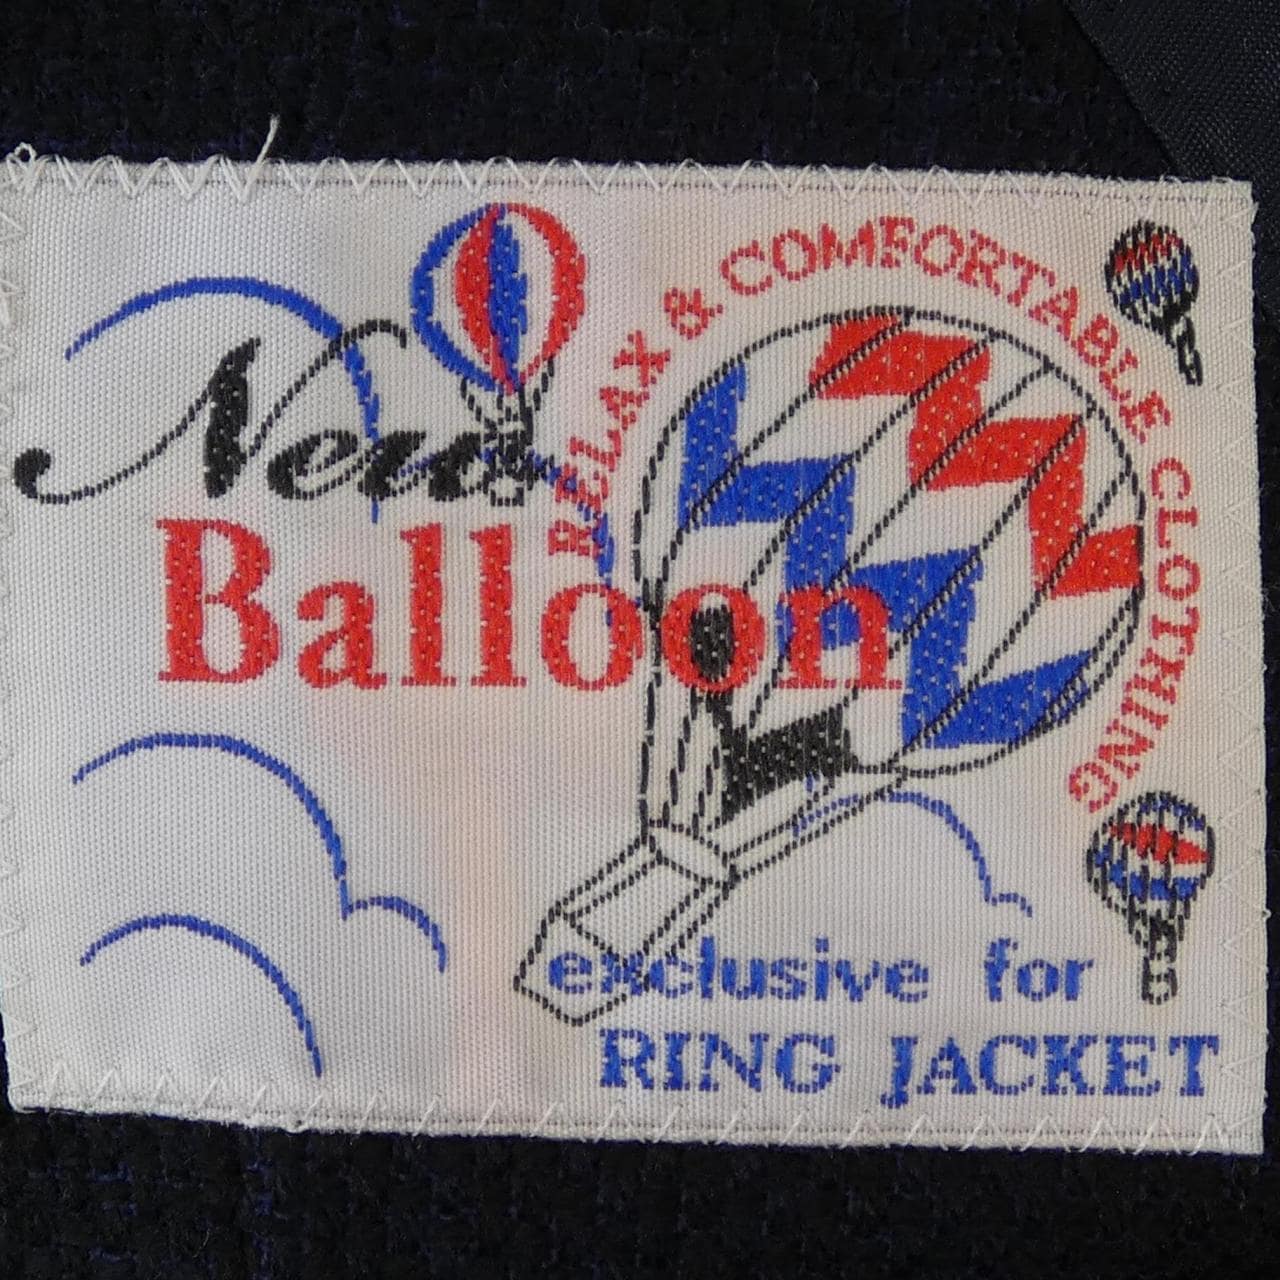 New
Balloon
RELAX & COMFORTABLE CLOTHING
exclusive for
RING JACKET